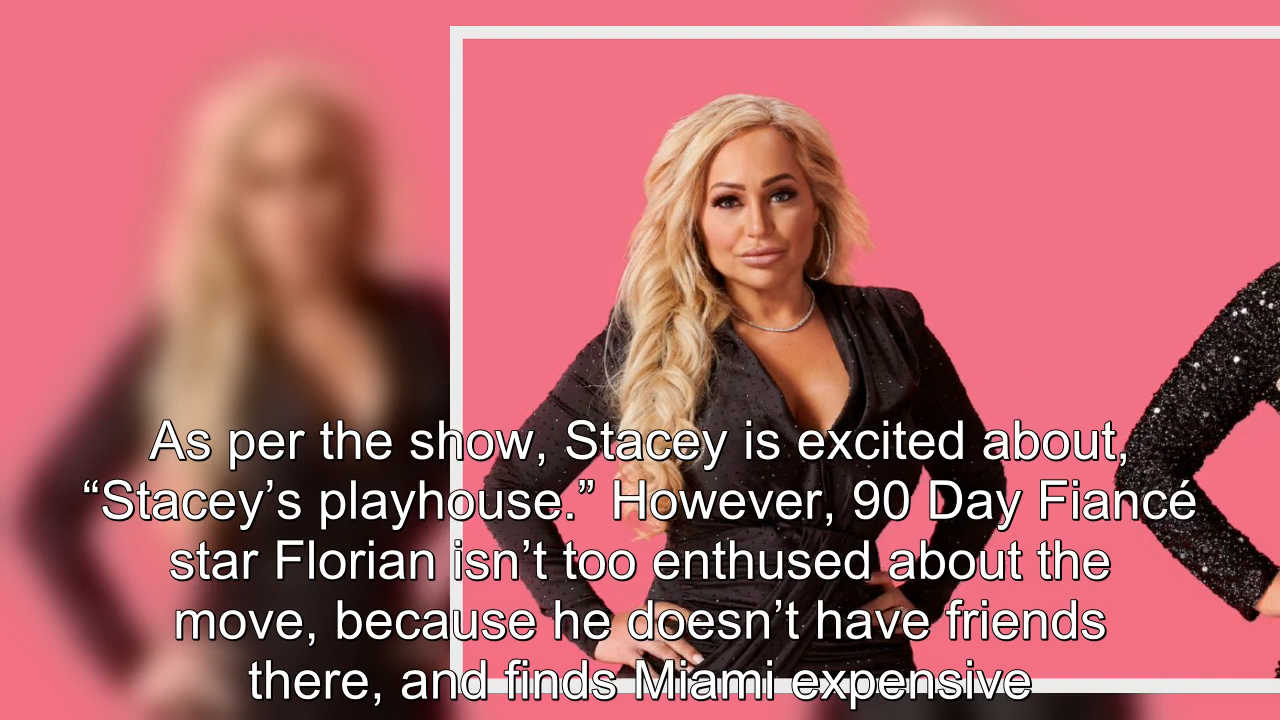 As per the show, Stacey is excited about,
“Stacey’s playhouse.” However, 90 Day Fiancé
star Florian isn’t too enthused about the
move, because he doesn’t have friends
there, and finds Miami expensive